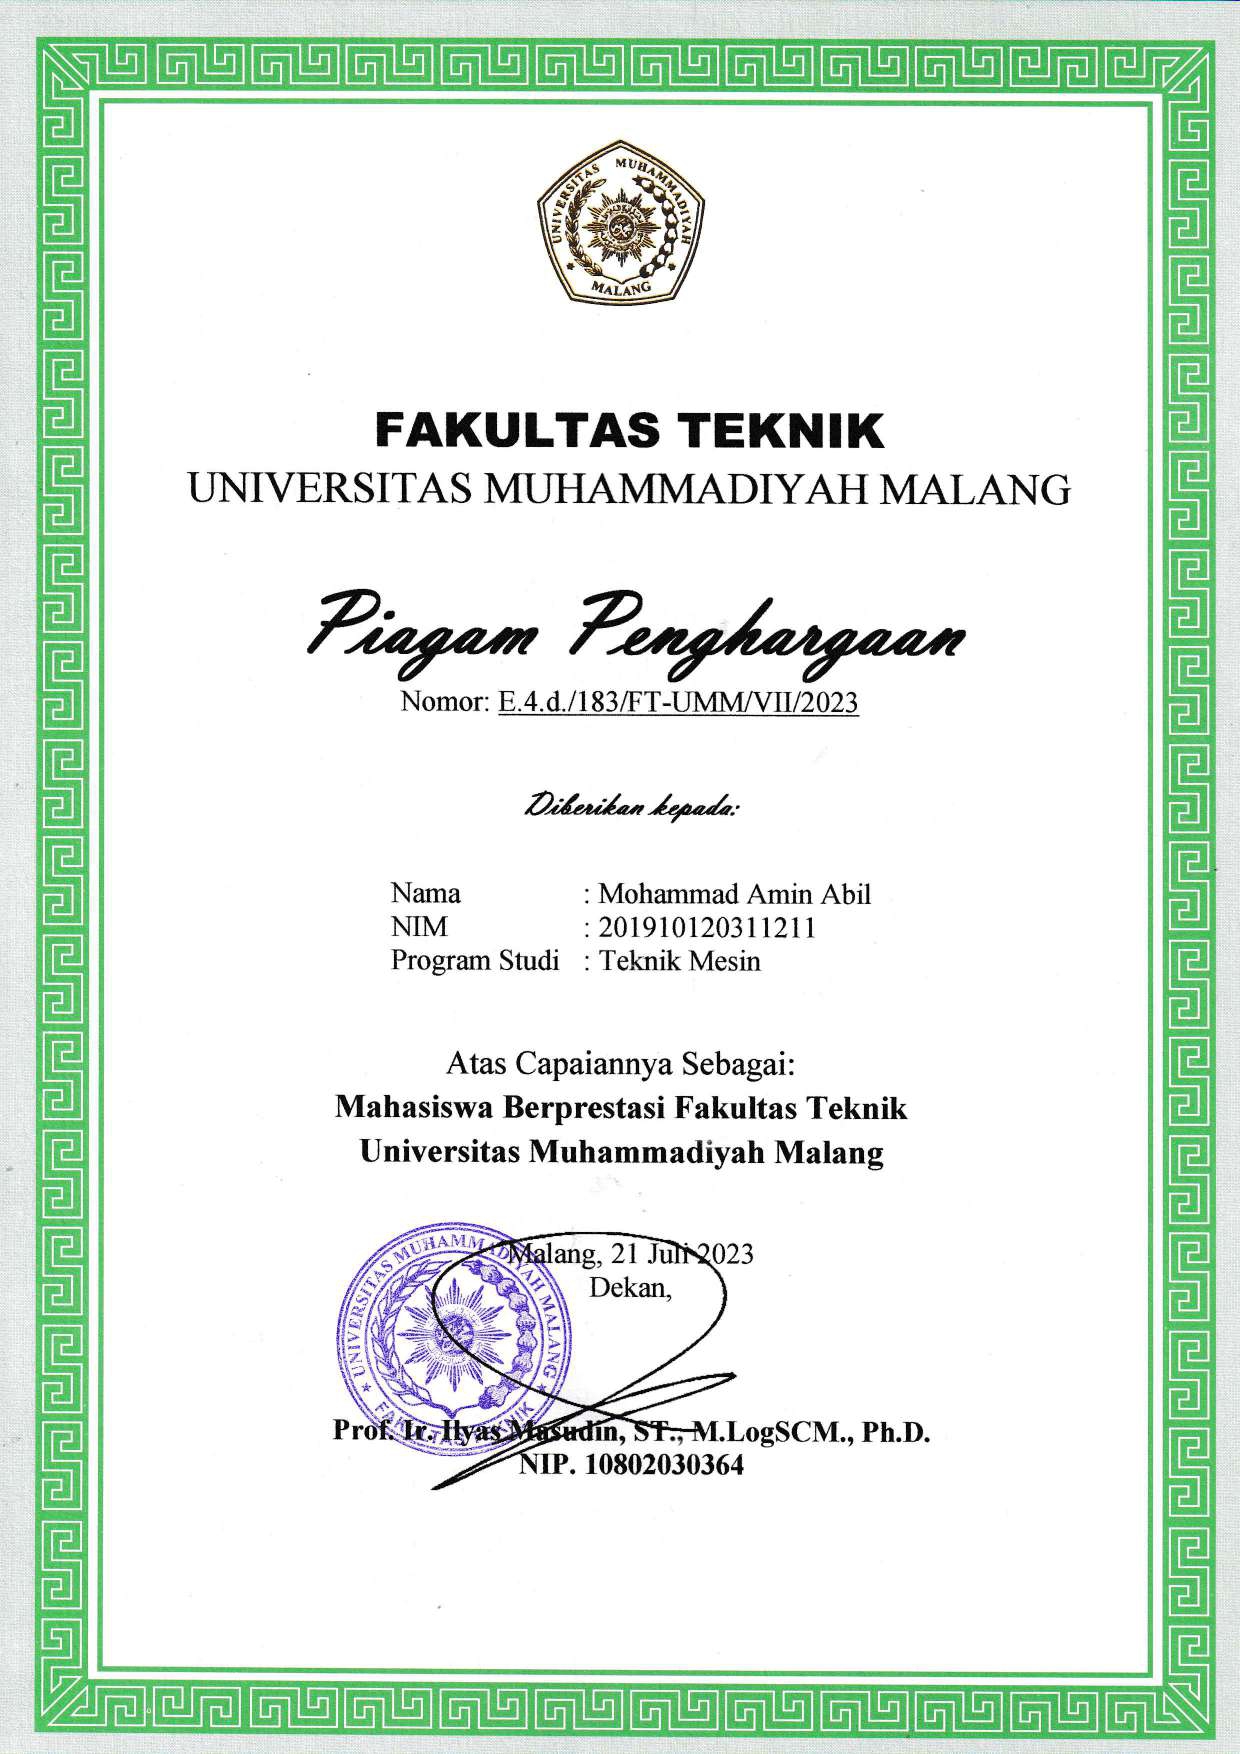 UNIVERSITAS MUHAMMADIYAH
MALANG
FAKULTAS TEKNIK
UNIVERSITAS MUHAMMADIYAH MALANG
Piagam Penghargaan
Nomor: E.4.d./183/FT-UMM/VII/2023
Diberikan kepada:
Nama : Mohammad Amin Abil
NIM : 201910120311211
Program Studi : Teknik Mesin
Atas Capaiannya Sebagai:
Mahasiswa Berprestasi Fakultas Teknik
Universitas Muhammadiyah Malang
Malang, 21 Juli 2023
Dekan,
UNIVERSITAS MUHAMMADIYAH MALANG
FAKULTAS TEKNIK
Prof. Ir. Ilyas Masudin, ST., M.LogSCM., Ph.D.
NIP. 10802030364